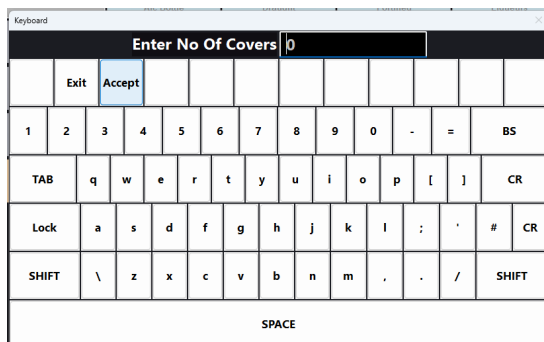 Keyboard
Enter No Of Covers 0
Exit Accept
1 2 3 4 5 6 7 8 9 0 - = BS
TAB q w e r t y u i o p [ ] CR
Lock a s d f g h j k l ; ' # CR
SHIFT \ z x c v b n m , . / SHIFT
SPACE